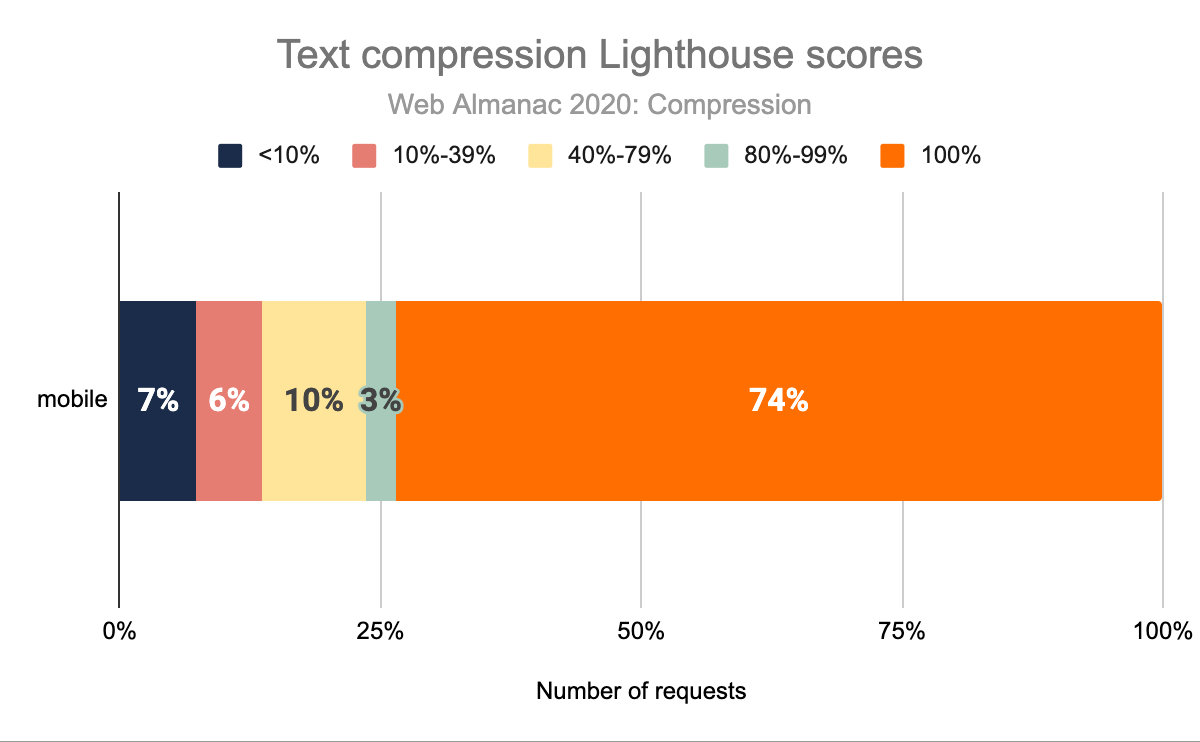 Text compression Lighthouse scores
Web Almanac 2020: Compression
<10% 10%-39% 40%-79% 80%-99% 100%
mobile 7% 6% 10% 3% 74%
0% 25% 50% 75% 100%
Number of requests